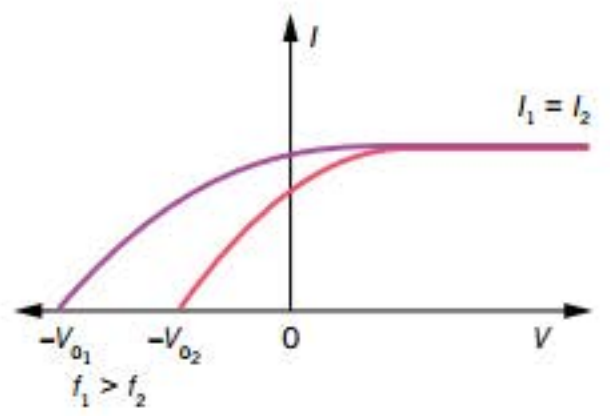 I
I₁ = I₂
–V₀₁ –V₀₂ 0 V
f₁ > f₂